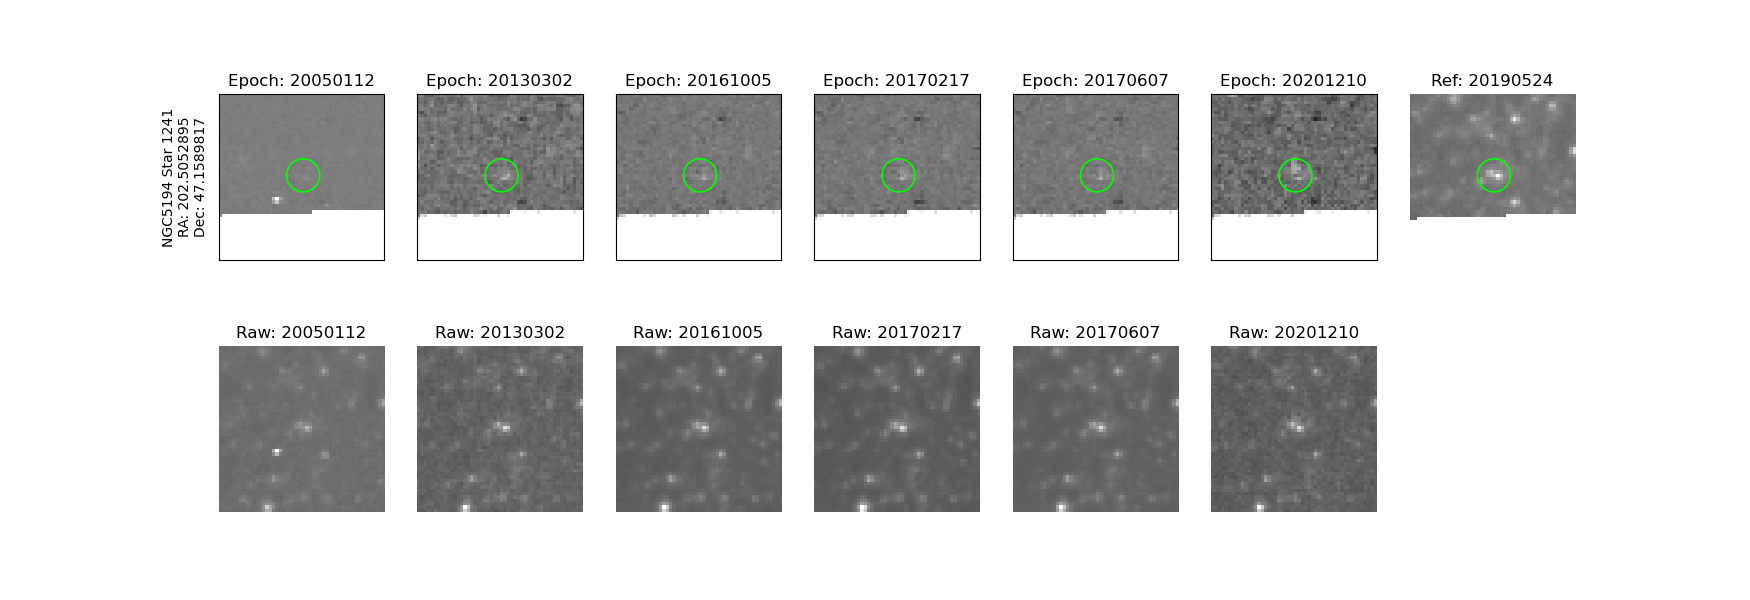 Epoch: 20050112
Epoch: 20130302
Epoch: 20161005
Epoch: 20170217
Epoch: 20170607
Epoch: 20201210
Ref: 20190524
NGC5194 Star 1241
RA: 202.5052895
Dec: 47.1589817
Raw: 20050112
Raw: 20130302
Raw: 20161005
Raw: 20170217
Raw: 20170607
Raw: 20201210